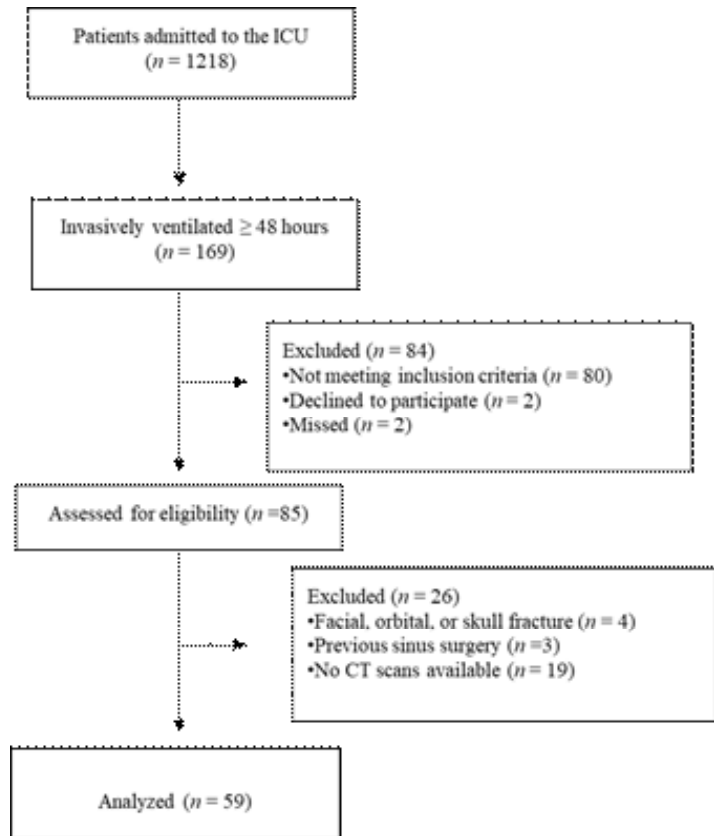 Patients admitted to the ICU
(n = 1218)
Invasively ventilated ≥ 48 hours
(n = 169)
Excluded (n = 84)
•Not meeting inclusion criteria (n = 80)
•Declined to participate (n = 2)
•Missed (n = 2)
Assessed for eligibility (n =85)
Excluded (n = 26)
•Facial, orbital, or skull fracture (n = 4)
•Previous sinus surgery (n =3)
•No CT scans available (n = 19)
Analyzed (n = 59)